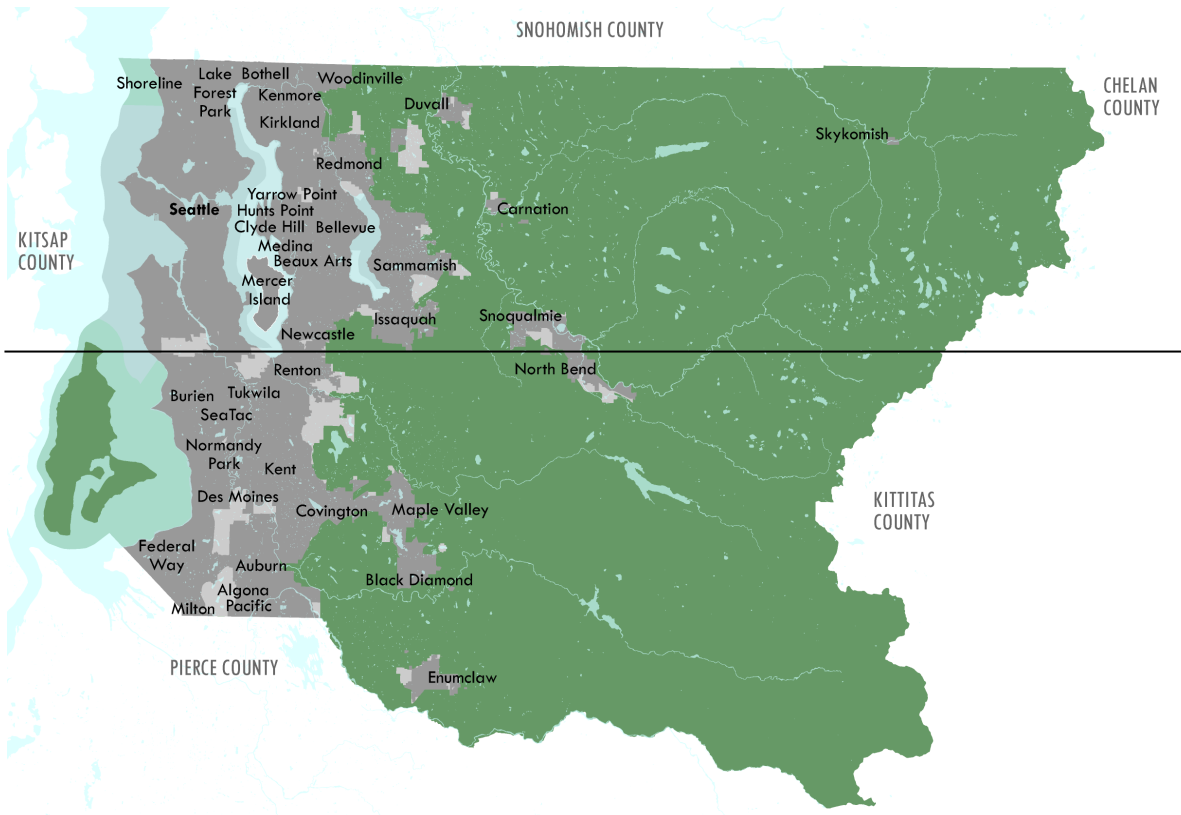 SNOHOMISH COUNTY
CHELAN
COUNTY
KITSAP
COUNTY
Shoreline
Lake
Forest
Park
Bothell
Woodinville
Kenmore
Kirkland
Duvall
Skykomish
Redmond
Yarrow Point
Seattle
Hunts Point
Carnation
Clyde Hill
Bellevue
Medina
Beaux Arts
Sammamish
Mercer
Island
Issaquah
Snoqualmie
Newcastle
North Bend
Renton
Burien
Tukwila
SeaTac
Normandy
Park
Kent
Des Moines
Covington
Maple Valley
KITTITAS
COUNTY
Federal
Way
Auburn
Black Diamond
Algona
Milton
Pacific
PIERCE COUNTY
Enumclaw